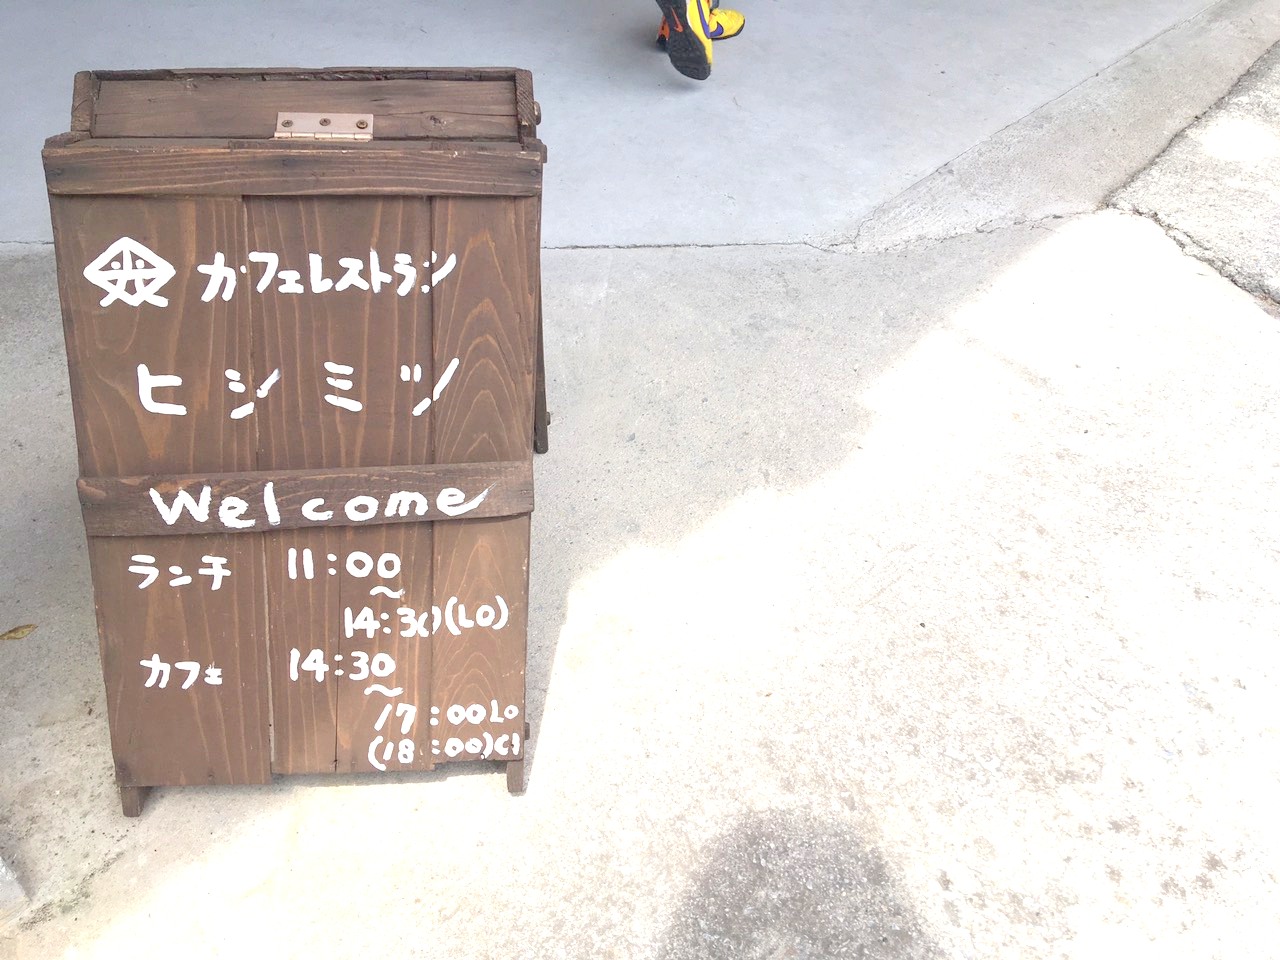 カフェレストラン
ヒシミツ
Welcome
ランチ 11:00
~
14:30(LO)
カフェ 14:30
~
17:00LO
(18:00)Cl